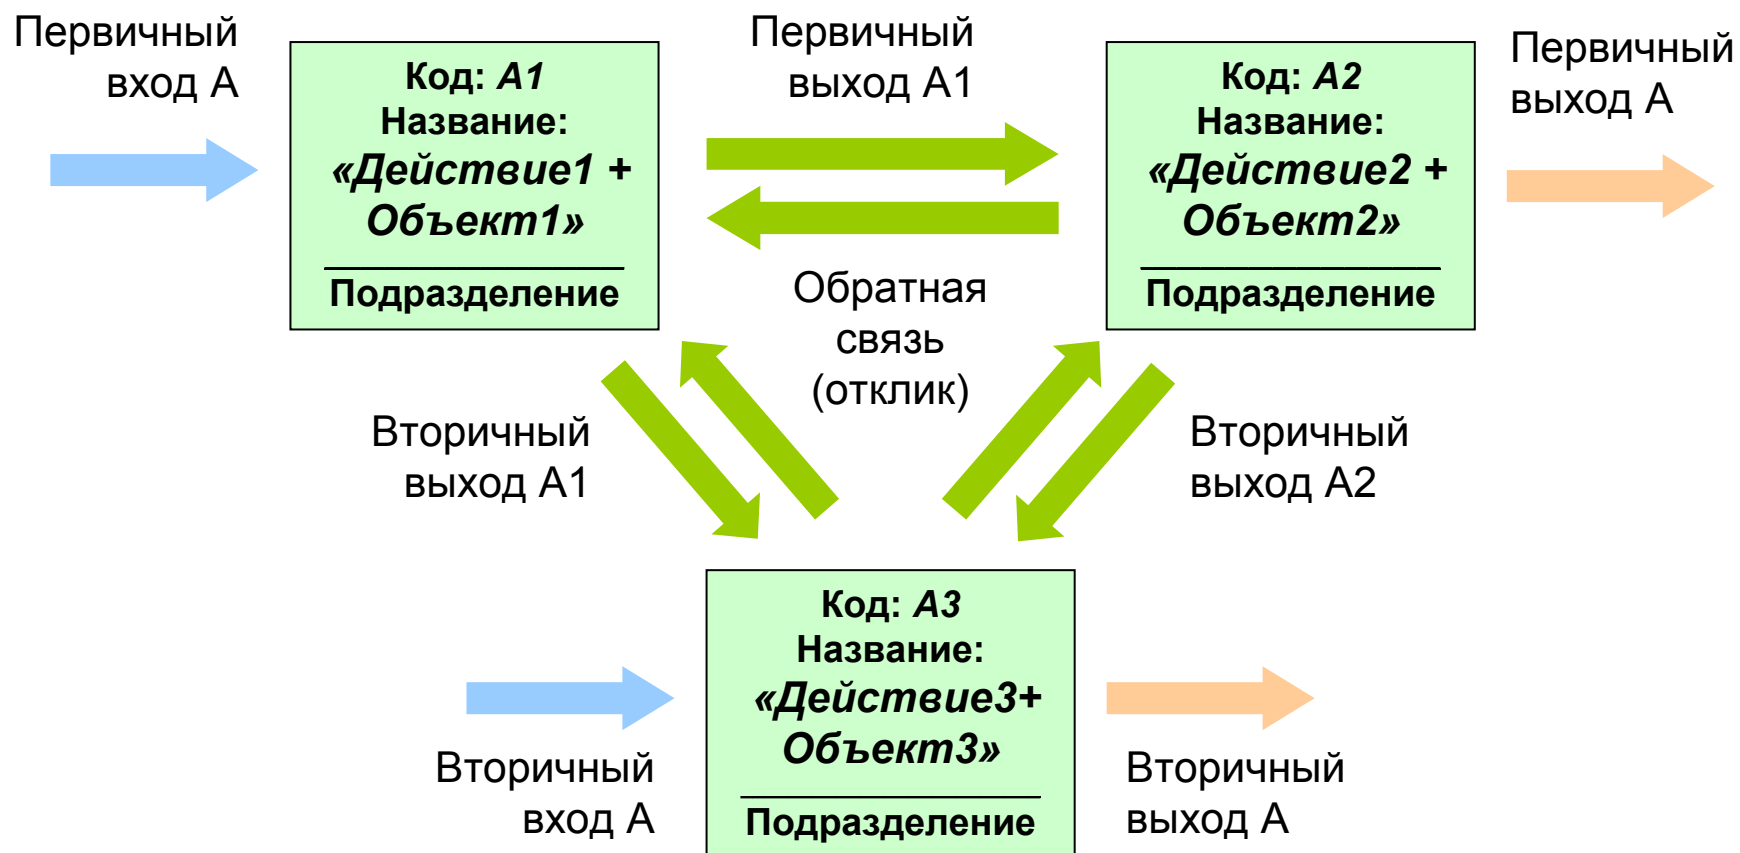 Первичный
вход А
Код: А1
Название:
«Действие1 +
Объект1»
Подразделение
Первичный
выход А1
Обратная
связь
(отклик)
Код: А2
Название:
«Действие2 +
Объект2»
Подразделение
Первичный
выход А
Вторичный
выход А1
Вторичный
выход А2
Код: А3
Название:
«Действие3+
Объект3»
Подразделение
Вторичный
вход А
Вторичный
выход А